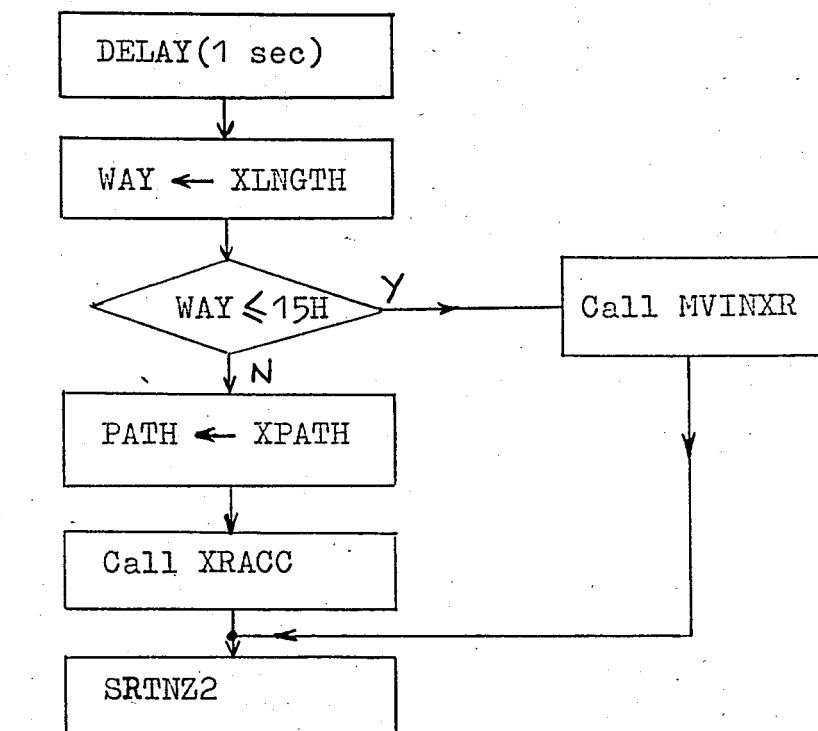 DELAY(1 sec)
WAY ← XLNGTH
WAY ≤ 15H
Y
Call MVINXR
N
PATH ← XPATH
Call XRACC
SRTNZ2